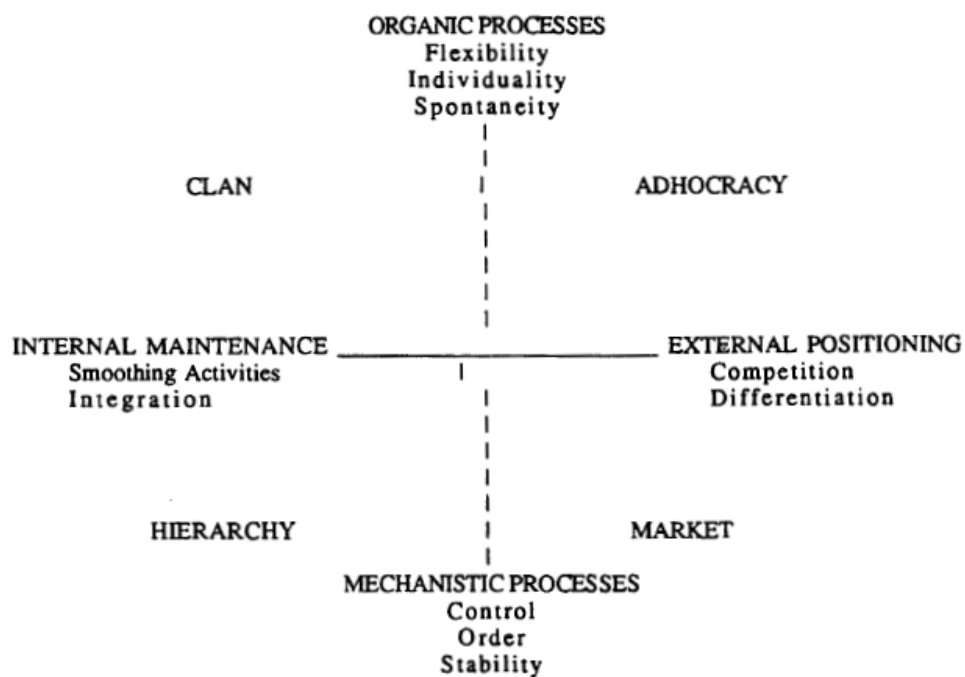 ORGANIC PROCESSES
Flexibility
Individuality
Spontaneity
CLAN
ADHOCRACY
INTERNAL MAINTENANCE
Smoothing Activities
Integration
EXTERNAL POSITIONING
Competition
Differentiation
HIERARCHY
MARKET
MECHANISTIC PROCESSES
Control
Order
Stability